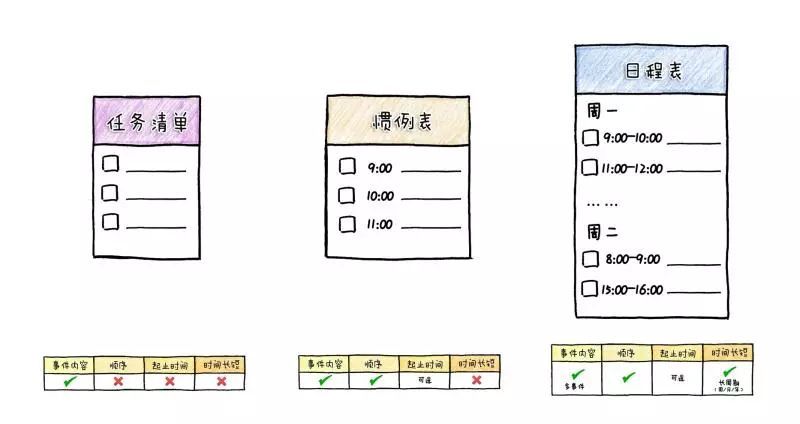 任务清单
惯例表
9:00
10:00
11:00
日程表
周一
9:00-10:00
11:00-12:00
……
周二
8:00-9:00
15:00-16:00
事件内容 顺序 起止时间 时间长短
✓ ✗ ✗ ✗
事件内容 顺序 起止时间 时间长短
✓ ✓ 可选 ✗
事件内容 顺序 起止时间 时间长短
✓ ✓ 可选 ✓
多事件 长周期
(周/月/年)